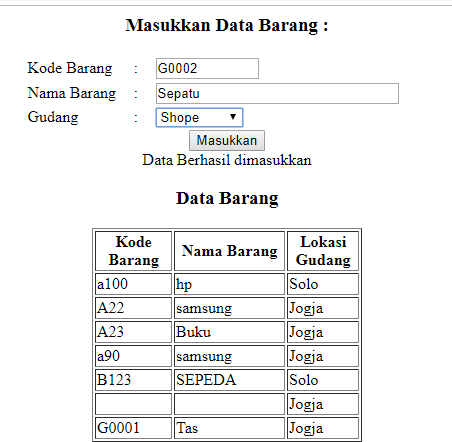 Masukkan Data Barang :
Kode Barang : G0002
Nama Barang : Sepatu
Gudang : Shope
Masukkan
Data Berhasil dimasukkan
Data Barang
Kode Barang Nama Barang Lokasi Gudang
a100 hp Solo
A22 samsung Jogja
A23 Buku Jogja
a90 samsung Jogja
B123 SEPEDA Solo
Jogja
G0001 Tas Jogja